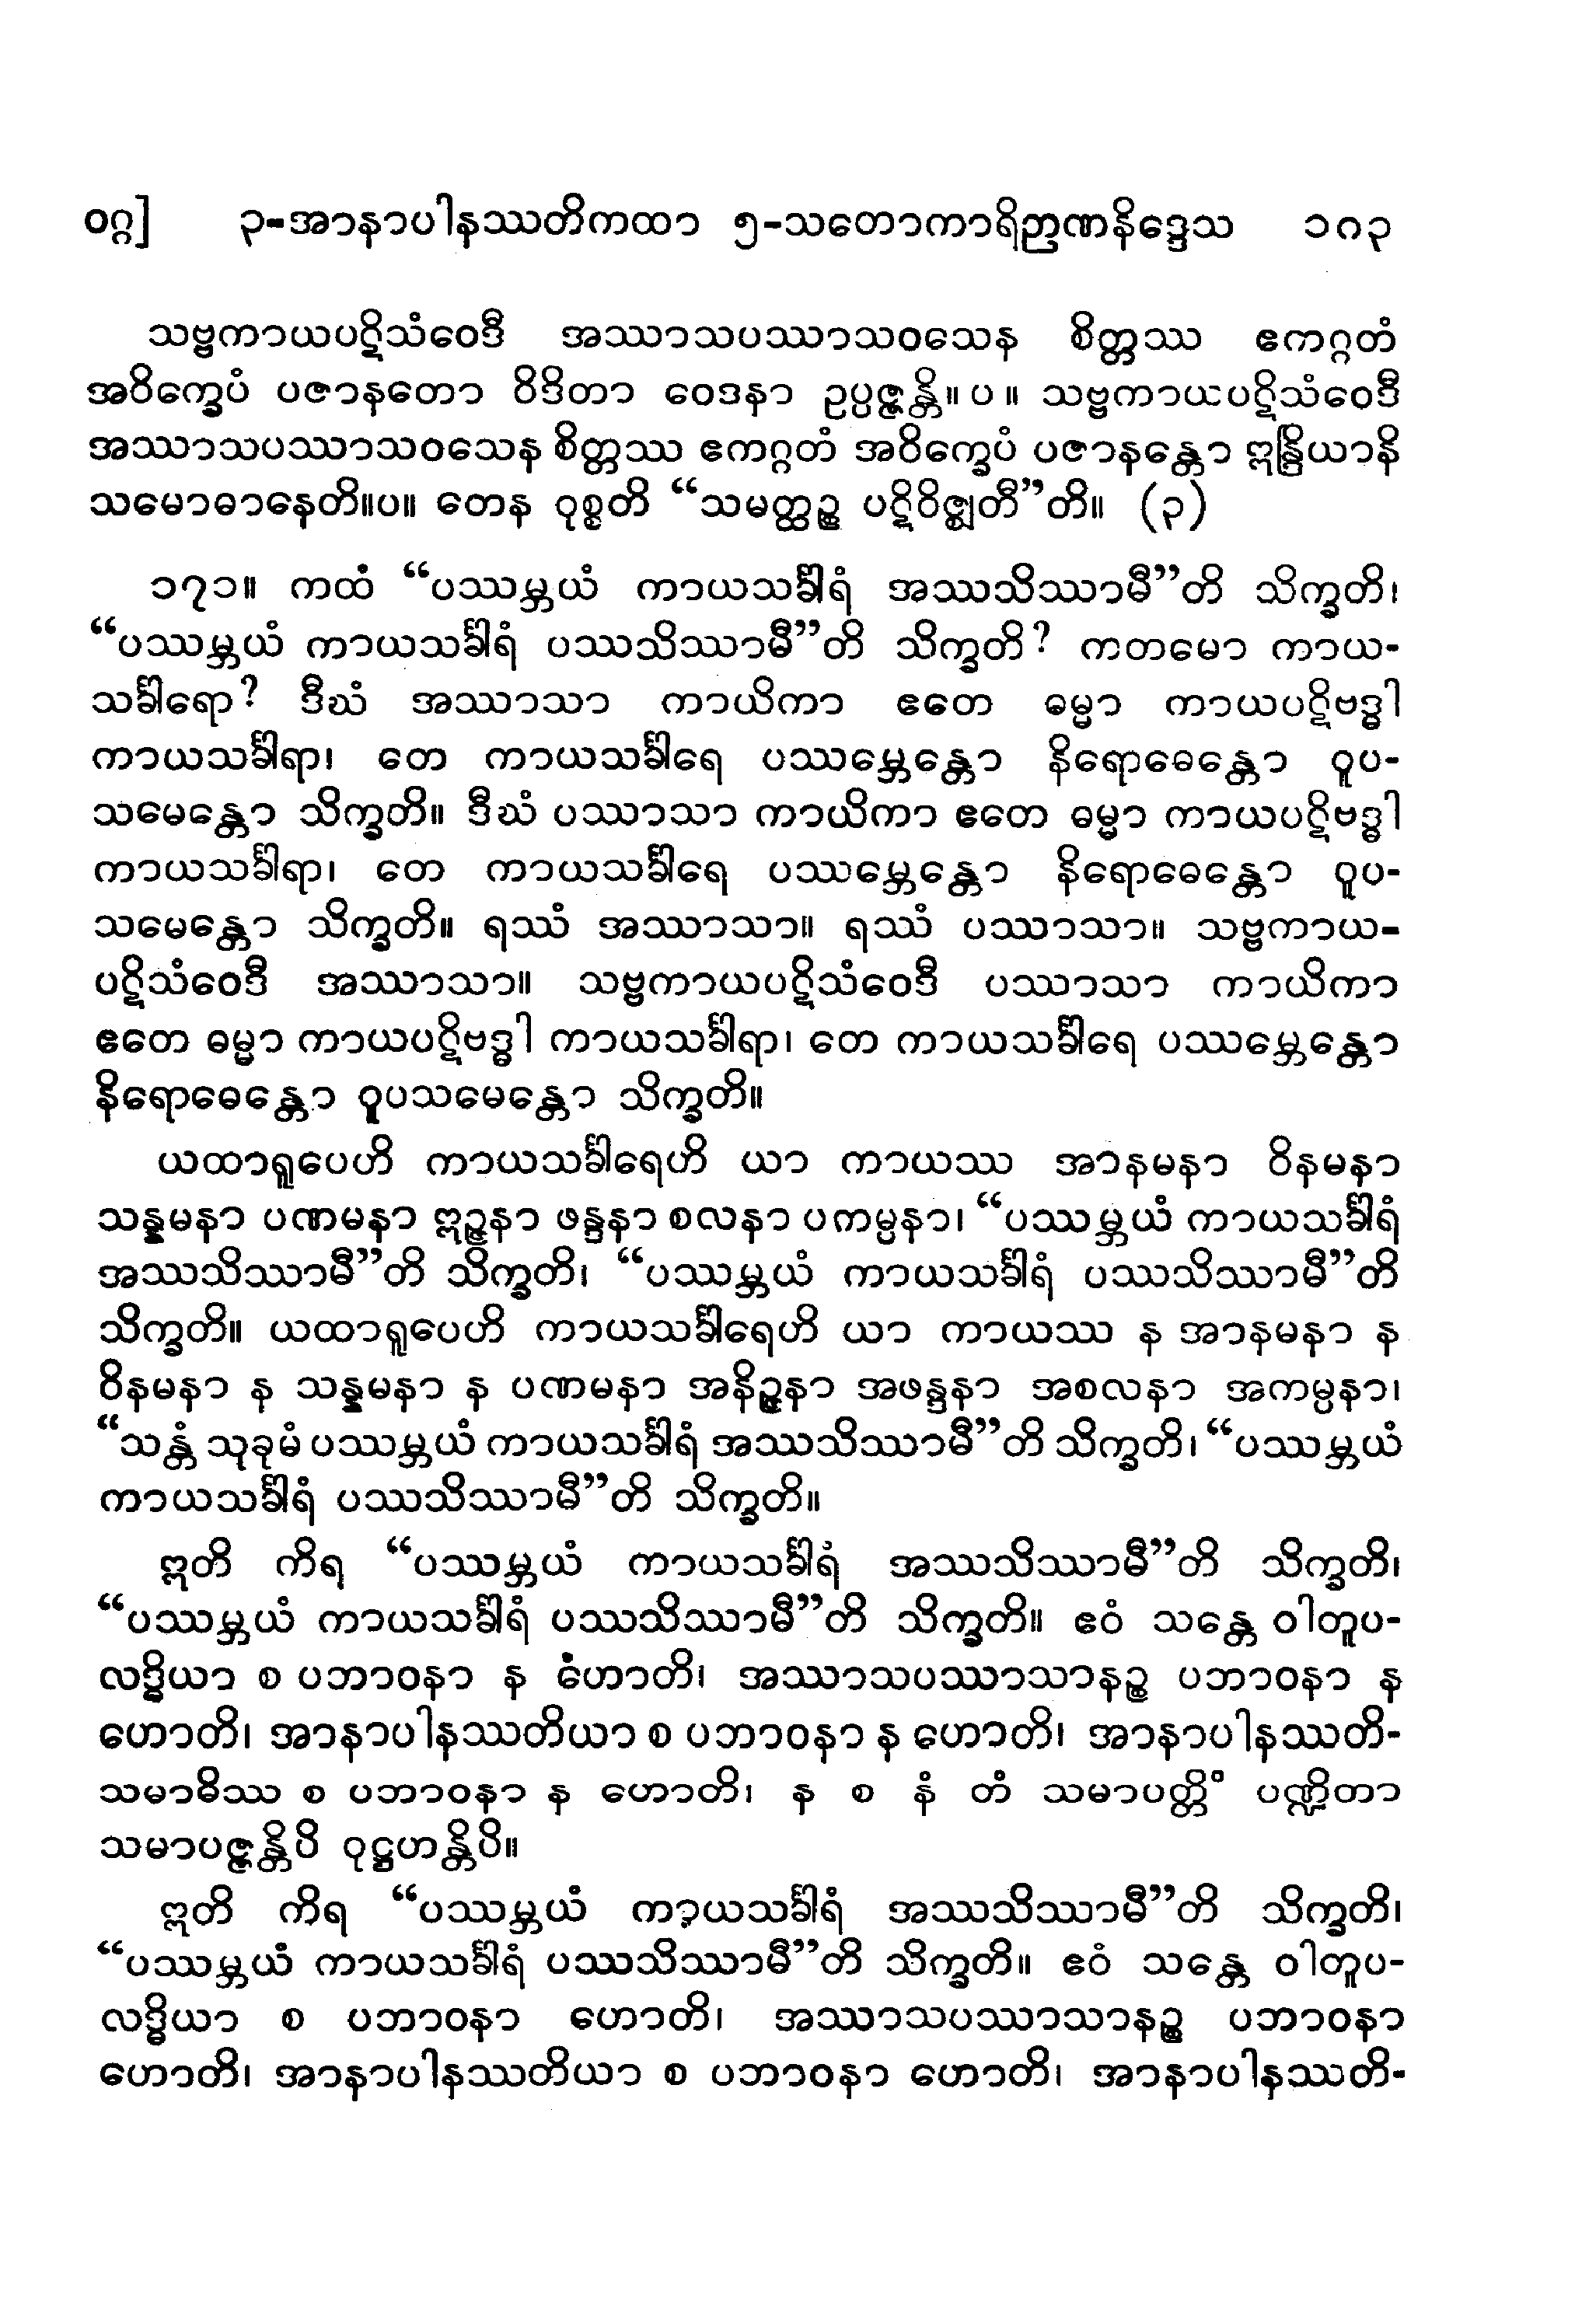 ဝဂ္ဂ] ၃-အာနာပါနဿတိကထာ ၅-သတောကာရိဉာဏနိဒ္ဒေသ ၁ဂ၃
သဗ္ဗကာယပဋိသံဝေဒီ အဿာသပဿာသဝသေန စိတ္တဿ ဧကဂ္ဂတံ
အဝိက္ခေပံ ပဇာနတော ဝိဒိတာ ဝေဒနာ ဥပ္ပဇ္ဇန္တိ။ပ။ သဗ္ဗကာယပဋိသံဝေဒီ
အဿာသပဿာသဝသေန စိတ္တဿ ဧကဂ္ဂတံ အဝိက္ခေပံ ပဇာနန္တော ဣန္ဒြိယာနိ
သမောဓာနေတိ။ပ။ တေန ဝုစ္စတိ “သမတ္ထဉ္စ ပဋိဝိဇ္ဈတီ”တိ။ (၃)
၁၇၁။ ကထံ “ပဿမ္ဘယံ ကာယသင်္ခါရံ အဿသိဿာမီ”တိ သိက္ခတိ၊
“ပဿမ္ဘယံ ကာယသင်္ခါရံ ပဿသိဿာမီ”တိ သိက္ခတိ? ကတမော ကာယ-
သင်္ခါရော? ဒီဃံ အဿာသာ ကာယိကာ ဧတေ ဓမ္မာ ကာယပဋိဗဒ္ဓါ
ကာယသင်္ခါရာ၊ တေ ကာယသင်္ခါရေ ပဿမ္ဘေန္တော နိရောဓေန္တော ဝူပ-
သမေန္တော သိက္ခတိ။ ဒီဃံ ပဿာသာ ကာယိကာ ဧတေ ဓမ္မာ ကာယပဋိဗဒ္ဓါ
ကာယသင်္ခါရာ၊ တေ ကာယသင်္ခါရေ ပဿမ္ဘေန္တော နိရောဓေန္တော ဝူပ-
သမေန္တော သိက္ခတိ။ ရဿံ အဿာသာ။ ရဿံ ပဿာသာ။ သဗ္ဗကာယ-
ပဋိသံဝေဒီ အဿာသာ။ သဗ္ဗကာယပဋိသံဝေဒီ ပဿာသာ ကာယိကာ
ဧတေ ဓမ္မာ ကာယပဋိဗဒ္ဓါ ကာယသင်္ခါရာ၊ တေ ကာယသင်္ခါရေ ပဿမ္ဘေန္တော
နိရောဓေန္တော ဝူပသမေန္တော သိက္ခတိ။
ယထာရူပေဟိ ကာယသင်္ခါရေဟိ ယာ ကာယဿ အာနမနာ ဝိနမနာ
သန္နမနာ ပဏမနာ ဣဉ္ဇနာ ဖန္ဒနာ စလနာ ပကမ္ပနာ၊ “ပဿမ္ဘယံ ကာယသင်္ခါရံ
အဿသိဿာမီ”တိ သိက္ခတိ၊ “ပဿမ္ဘယံ ကာယသင်္ခါရံ ပဿသိဿာမီ”တိ
သိက္ခတိ။ ယထာရူပေဟိ ကာယသင်္ခါရေဟိ ယာ ကာယဿ န အာနမနာ န
ဝိနမနာ န သန္နမနာ န ပဏမနာ အနိဉ္ဇနာ အဖန္ဒနာ အစလနာ အကမ္ပနာ၊
“သန္တံ သုခုမံ ပဿမ္ဘယံ ကာယသင်္ခါရံ အဿသိဿာမီ”တိ သိက္ခတိ၊ “ပဿမ္ဘယံ
ကာယသင်္ခါရံ ပဿသိဿာမီ”တိ သိက္ခတိ။
ဣတိ ကိရ “ပဿမ္ဘယံ ကာယသင်္ခါရံ အဿသိဿာမီ”တိ သိက္ခတိ၊
“ပဿမ္ဘယံ ကာယသင်္ခါရံ ပဿသိဿာမီ”တိ သိက္ခတိ။ ဧဝံ သန္တေ ဝါတူပ-
လဒ္ဓိယာ စ ပဘာဝနာ န ဟောတိ၊ အဿာသပဿာသာနဉ္စ ပဘာဝနာ န
ဟောတိ၊ အာနာပါနဿတိယာ စ ပဘာဝနာ န ဟောတိ၊ အာနာပါနဿတိ-
သမာဓိဿ စ ပဘာဝနာ န ဟောတိ၊ န စ နံ တံ သမာပတ္တိံ ပဏ္ဍိတာ
သမာပဇ္ဇန္တိပိ ဝုဋ္ဌဟန္တိပိ။
ဣတိ ကိရ “ပဿမ္ဘယံ ကာယသင်္ခါရံ အဿသိဿာမီ”တိ သိက္ခတိ၊
“ပဿမ္ဘယံ ကာယသင်္ခါရံ ပဿသိဿာမီ”တိ သိက္ခတိ။ ဧဝံ သန္တေ ဝါတူပ-
လဒ္ဓိယာ စ ပဘာဝနာ ဟောတိ၊ အဿာသပဿာသာနဉ္စ ပဘာဝနာ
ဟောတိ၊ အာနာပါနဿတိယာ စ ပဘာဝနာ ဟောတိ၊ အာနာပါနဿတိ-